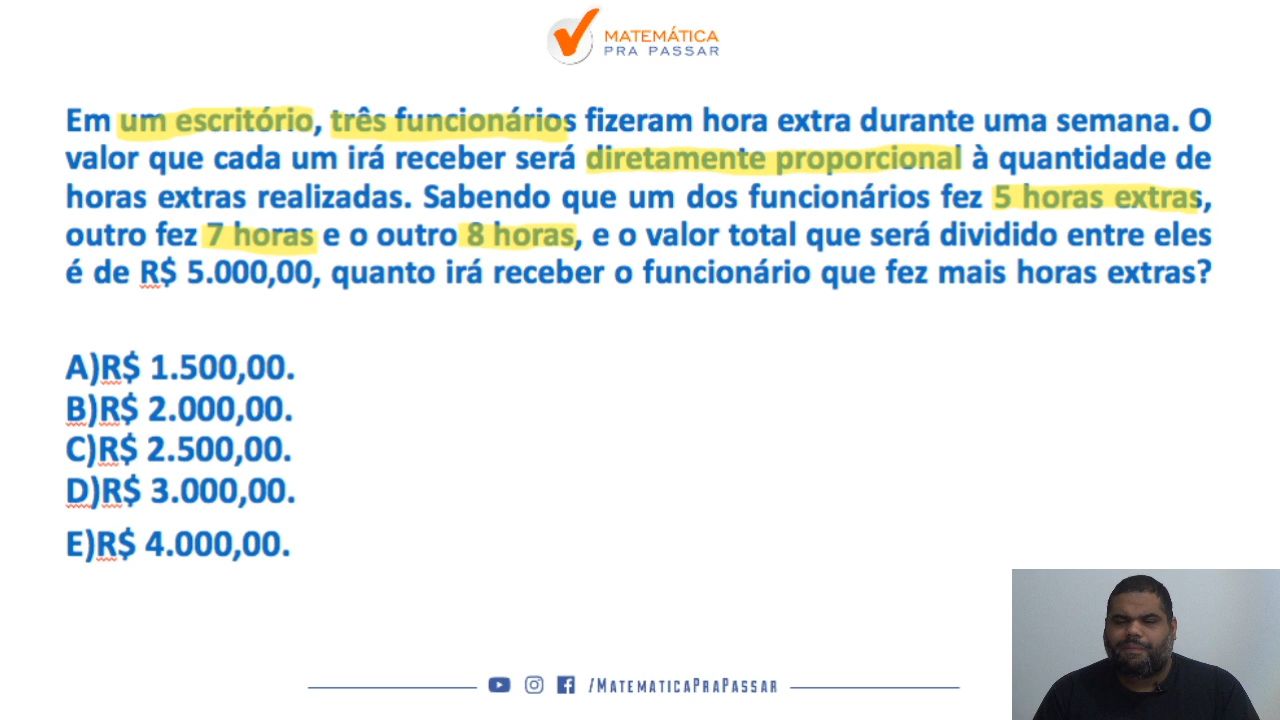 MATEMÁTICA
PRA PASSAR
Em um escritório, três funcionários fizeram hora extra durante uma semana. O
valor que cada um irá receber será diretamente proporcional à quantidade de
horas extras realizadas. Sabendo que um dos funcionários fez 5 horas extras,
outro fez 7 horas e o outro 8 horas, e o valor total que será dividido entre eles
é de R$ 5.000,00, quanto irá receber o funcionário que fez mais horas extras?
A)R$ 1.500,00.
B)R$ 2.000,00.
C)R$ 2.500,00.
D)R$ 3.000,00.
E)R$ 4.000,00.
/MATEMATICAPRAPASSAR